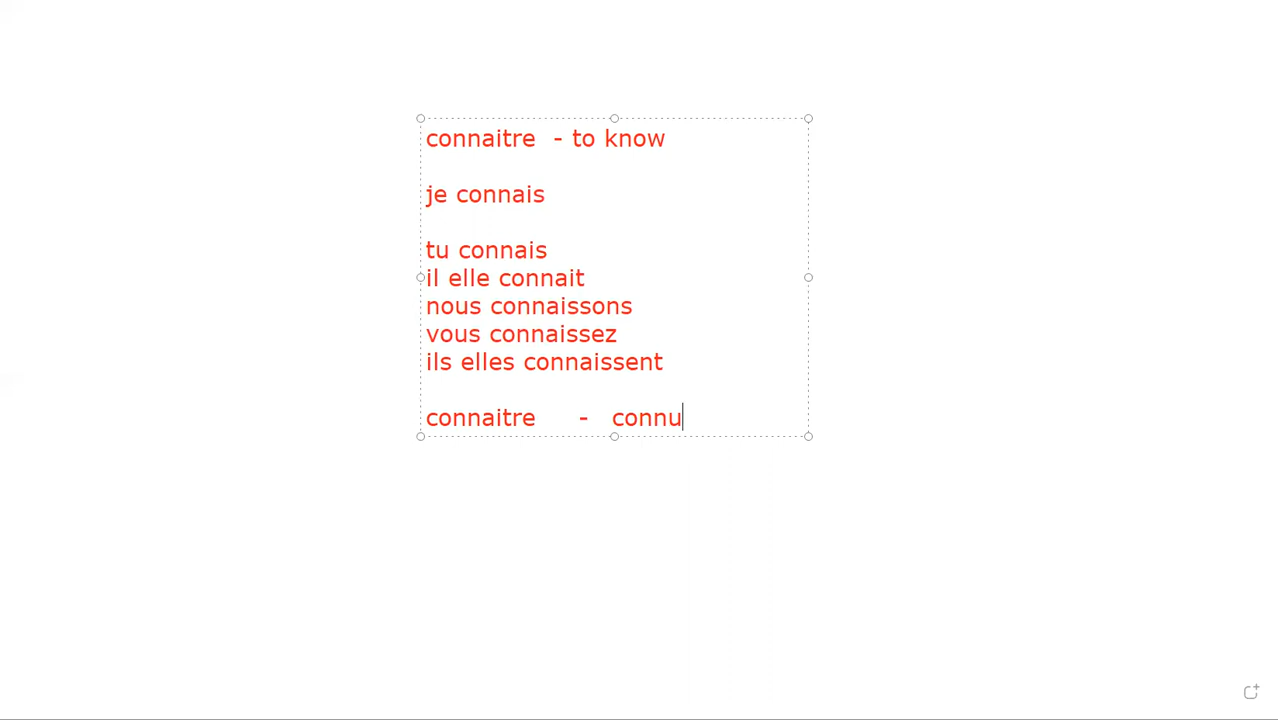 connaitre - to know
je connais
tu connais
il elle connait
nous connaissons
vous connaissez
ils elles connaissent
connaitre - connu